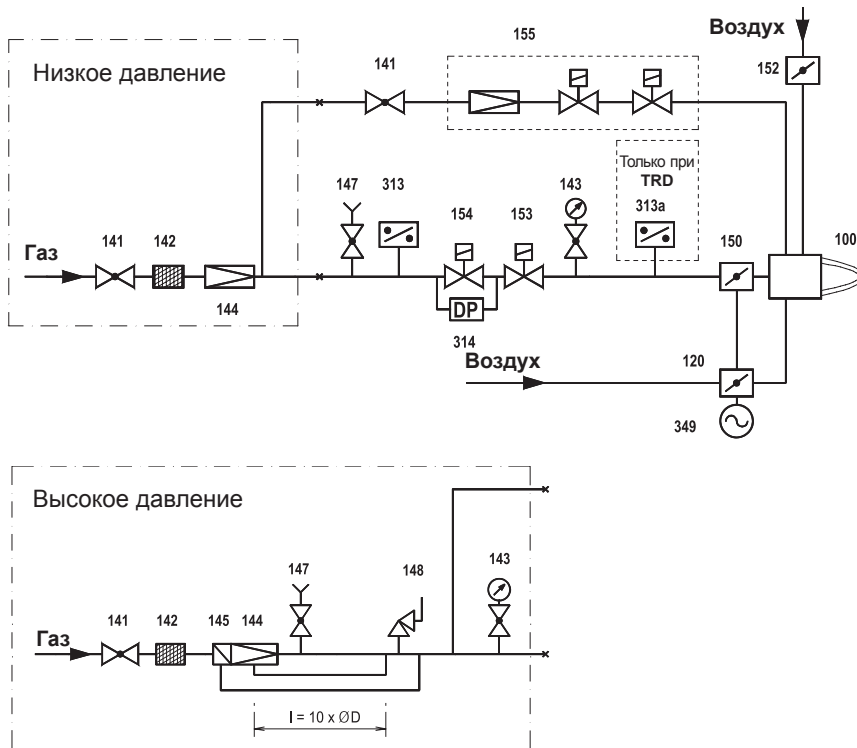 Воздух
155
152
Низкое давление
141
Только при
TRD
147
313
143
313a
154
153
Газ
141
142
150
100
144
DP
314
Воздух
120
349
Высокое давление
147
148
143
141
142
145
144
Газ
l = 10 x ØD